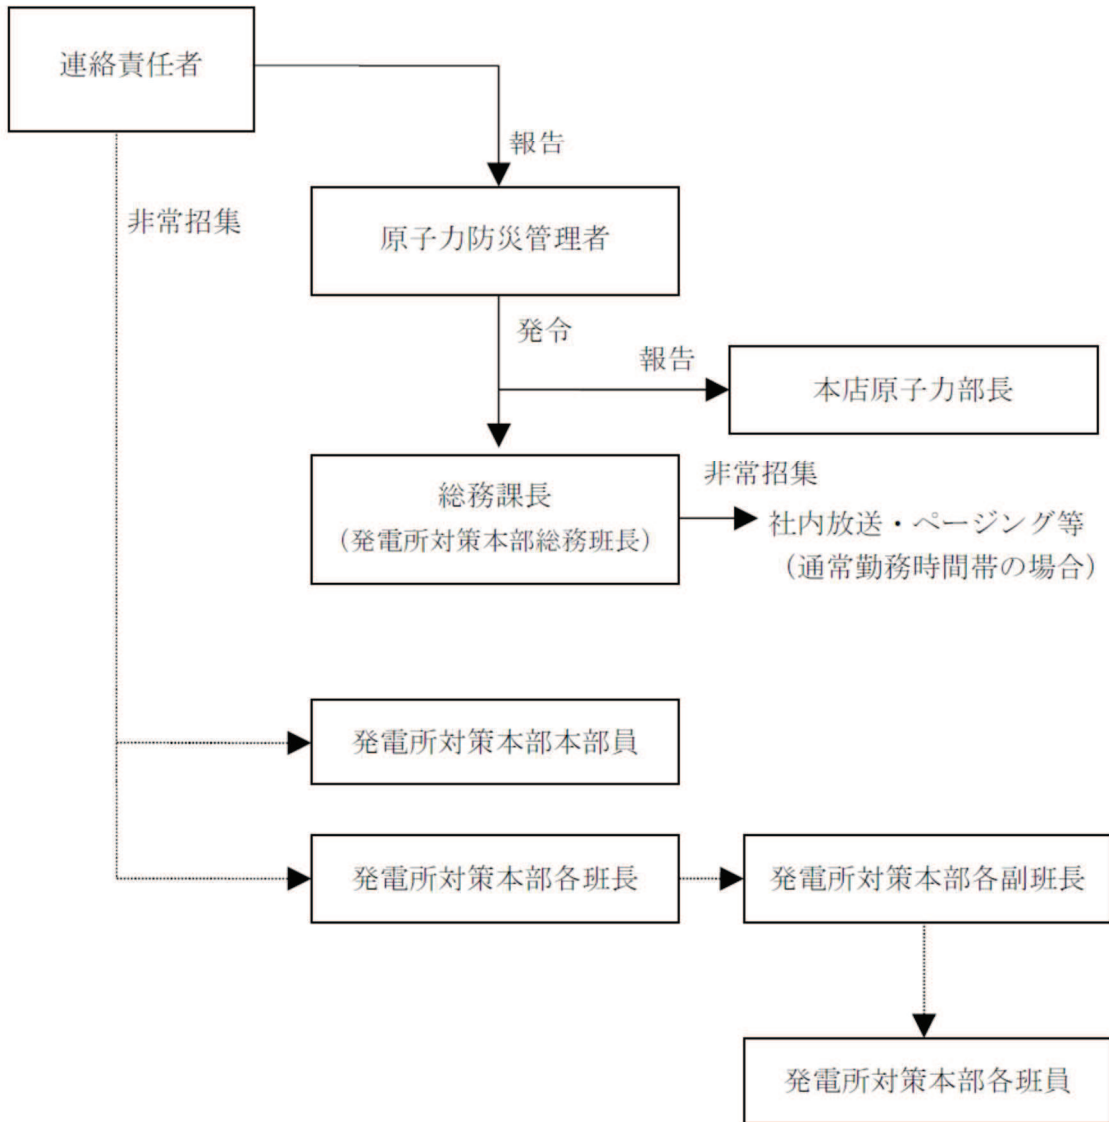 連絡責任者
報告
非常招集
原子力防災管理者
発令
報告
本店原子力部長
総務課長
(発電所対策本部総務班長)
非常招集
社内放送・ページング等
(通常勤務時間帯の場合)
発電所対策本部本部員
発電所対策本部各班長
発電所対策本部各副班長
発電所対策本部各班員